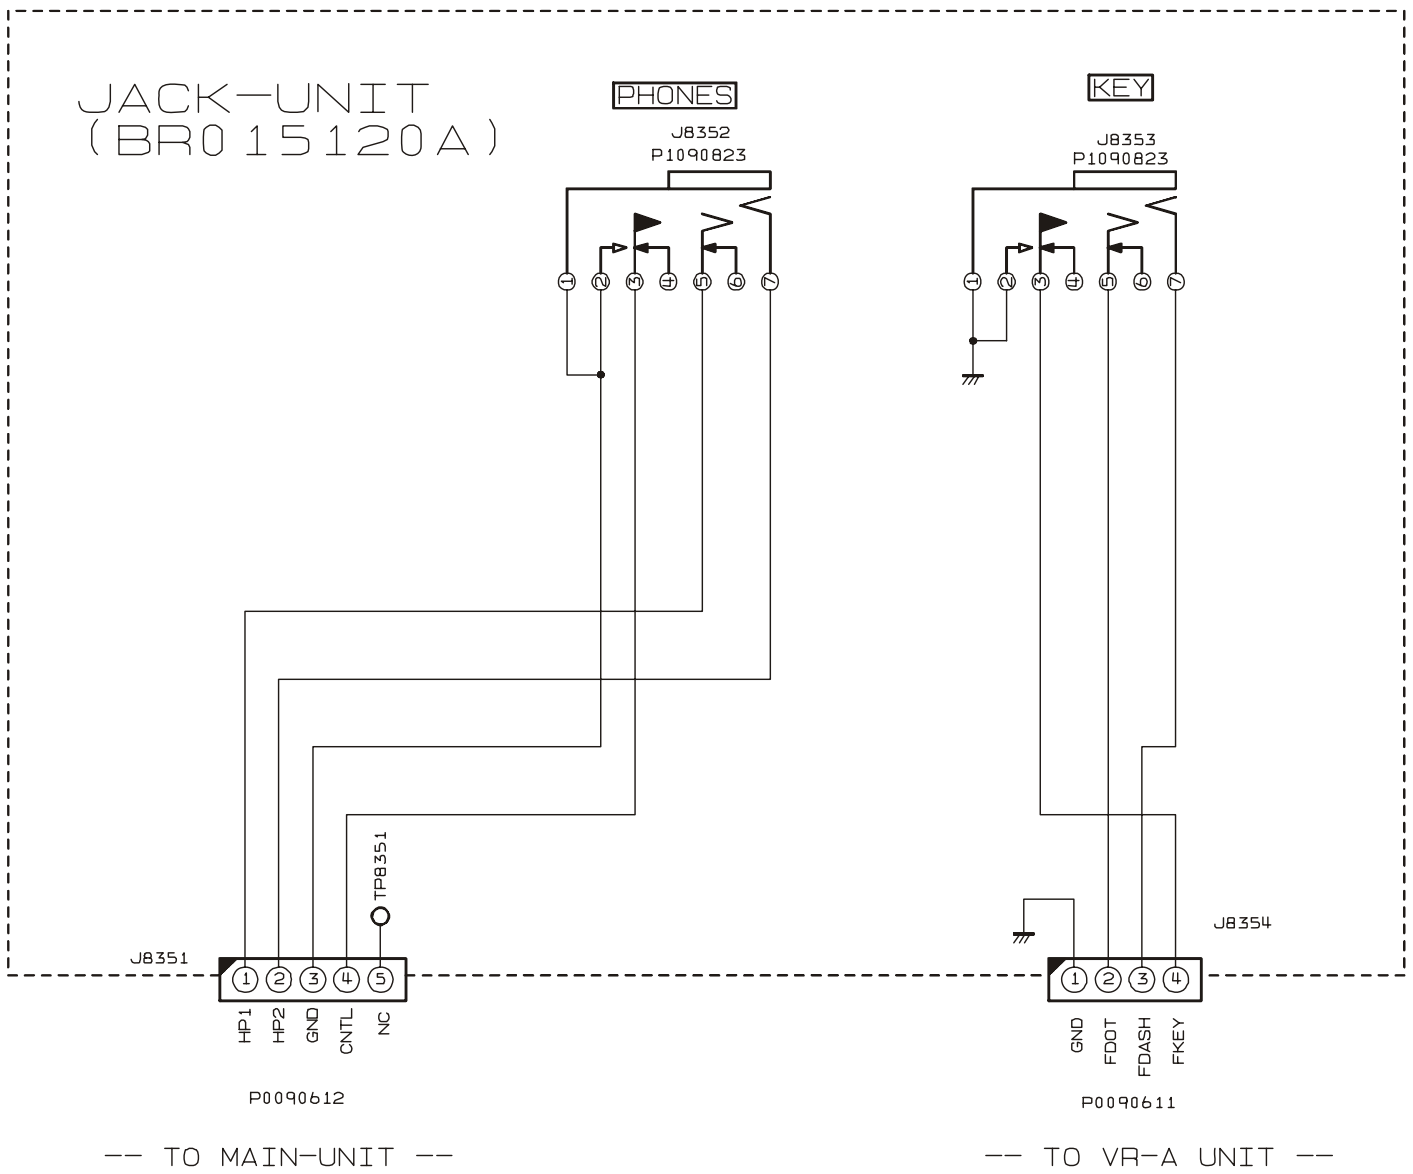 JACK-UNIT
(BR015120A)
PHONES
J8352
P1090823
1 2 3 4 5 6 7
KEY
J8353
P1090823
1 2 3 4 5 6 7
TP8351
J8351
1 2 3 4 5
HP1
HP2
GND
CNTL
NC
P0090612
-- TO MAIN-UNIT --
J8354
1 2 3 4
GND
FDOT
FDASH
FKEY
P0090611
-- TO VR-A UNIT --